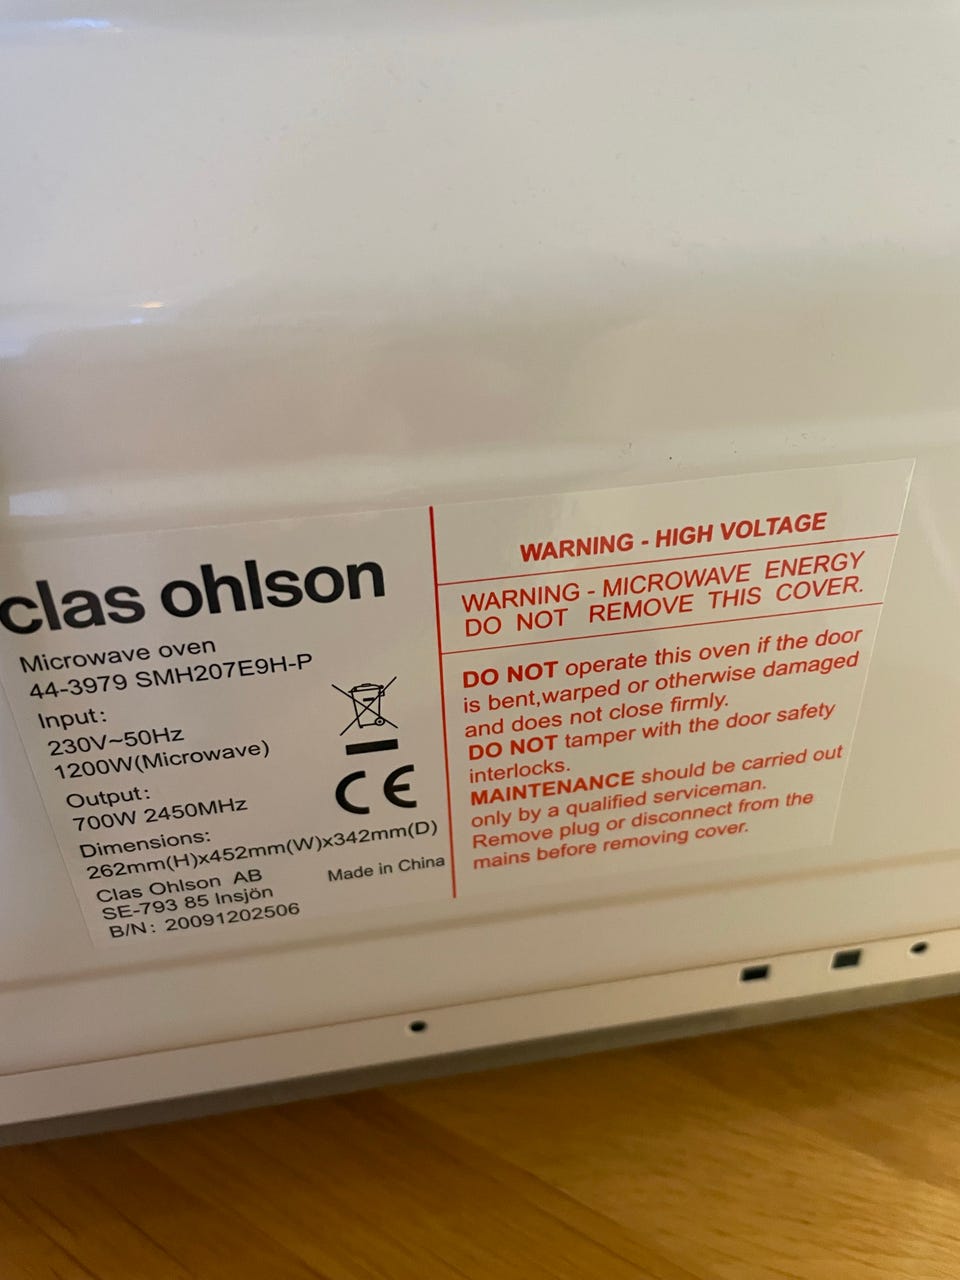 clas ohlson
Microwave oven
44-3979 SMH207E9H-P
Input:
230V~50Hz
1200W(Microwave)
Output:
700W 2450MHz
Dimensions:
262mm(H)x452mm(W)x342mm(D)
Clas Ohlson AB
SE-793 85 Insjön
B/N: 20091202506
CE
Made in China
WARNING - HIGH VOLTAGE
WARNING - MICROWAVE ENERGY
DO NOT REMOVE THIS COVER.
DO NOT operate this oven if the door
is bent,warped or otherwise damaged
and does not close firmly.
DO NOT tamper with the door safety
interlocks.
MAINTENANCE should be carried out
only by a qualified serviceman.
Remove plug or disconnect from the
mains before removing cover.